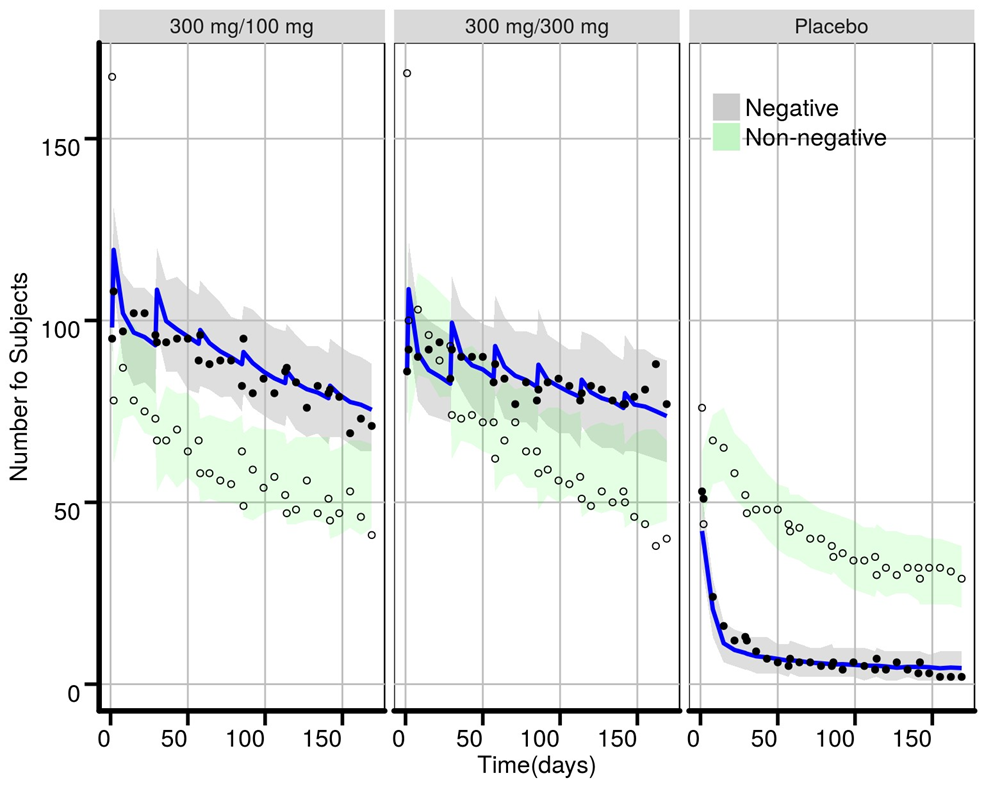 300 mg/100 mg
300 mg/300 mg
Placebo
Negative
Non-negative
Number fo Subjects
150
100
50
0
0 50 100 150
0 50 100 150
0 50 100 150
Time(days)